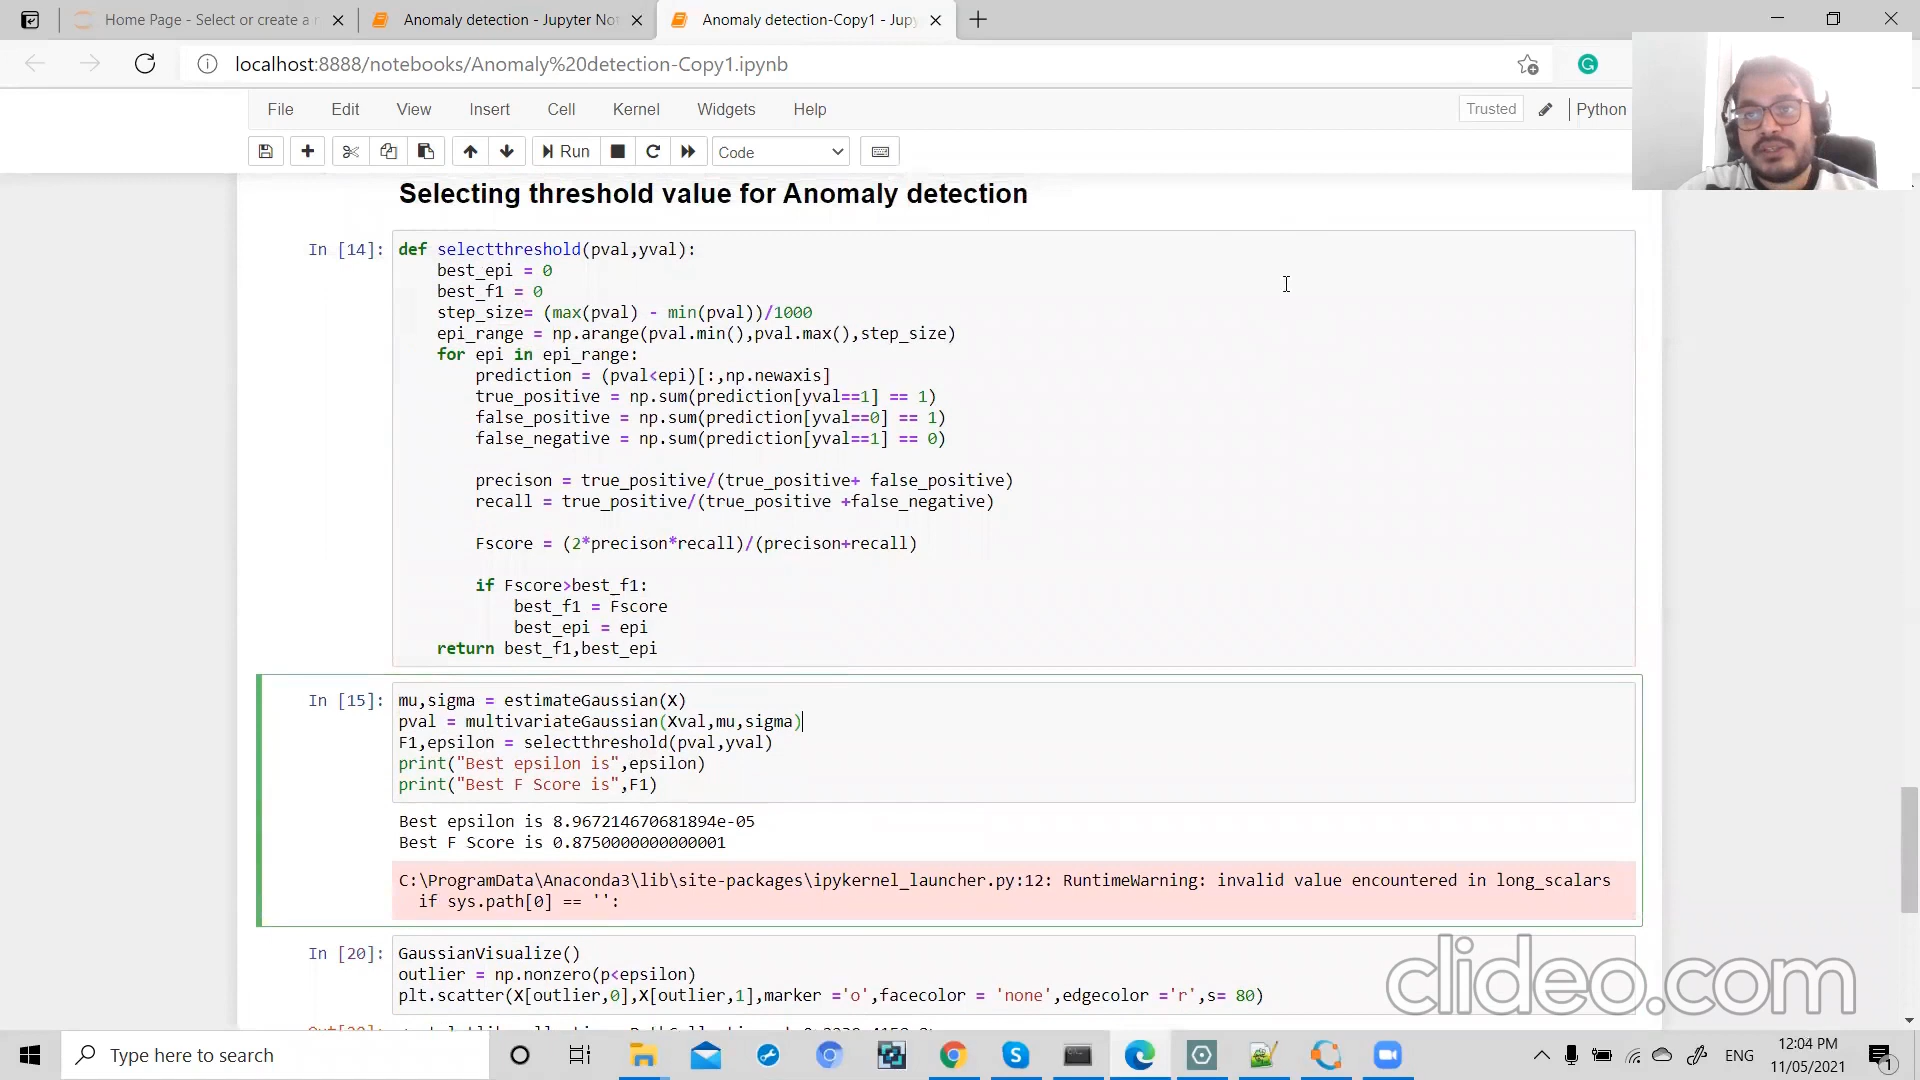 Home Page - Select or create a n
Anomaly detection - Jupyter No
Anomaly detection-Copy1 - Jupy
localhost:8888/notebooks/Anomaly%20detection-Copy1.ipynb
File Edit View Insert Cell Kernel Widgets Help Trusted Python
Run Code
Selecting threshold value for Anomaly detection
In [14]: def selectthreshold(pval,yval):
best_epi = 0
best_f1 = 0
step_size= (max(pval) - min(pval))/1000
epi_range = np.arange(pval.min(),pval.max(),step_size)
for epi in epi_range:
prediction = (pval<epi)[:,np.newaxis]
true_positive = np.sum(prediction[yval==1] == 1)
false_positive = np.sum(prediction[yval==0] == 1)
false_negative = np.sum(prediction[yval==1] == 0)
precison = true_positive/(true_positive+ false_positive)
recall = true_positive/(true_positive +false_negative)
Fscore = (2*precison*recall)/(precison+recall)
if Fscore>best_f1:
best_f1 = Fscore
best_epi = epi
return best_f1,best_epi
In [15]: mu,sigma = estimateGaussian(X)
pval = multivariateGaussian(Xval,mu,sigma)
F1,epsilon = selectthreshold(pval,yval)
print("Best epsilon is",epsilon)
print("Best F Score is",F1)
Best epsilon is 8.967214670681894e-05
Best F Score is 0.8750000000000001
C:\ProgramData\Anaconda3\lib\site-packages\ipykernel_launcher.py:12: RuntimeWarning: invalid value encountered in long_scalars
if sys.path[0] == '':
In [20]: GaussianVisualize()
outlier = np.nonzero(p<epsilon)
plt.scatter(X[outlier,0],X[outlier,1],marker ='o',facecolor = 'none',edgecolor ='r',s= 80)
clideo.com
Type here to search
ENG
12:04 PM
11/05/2021
1